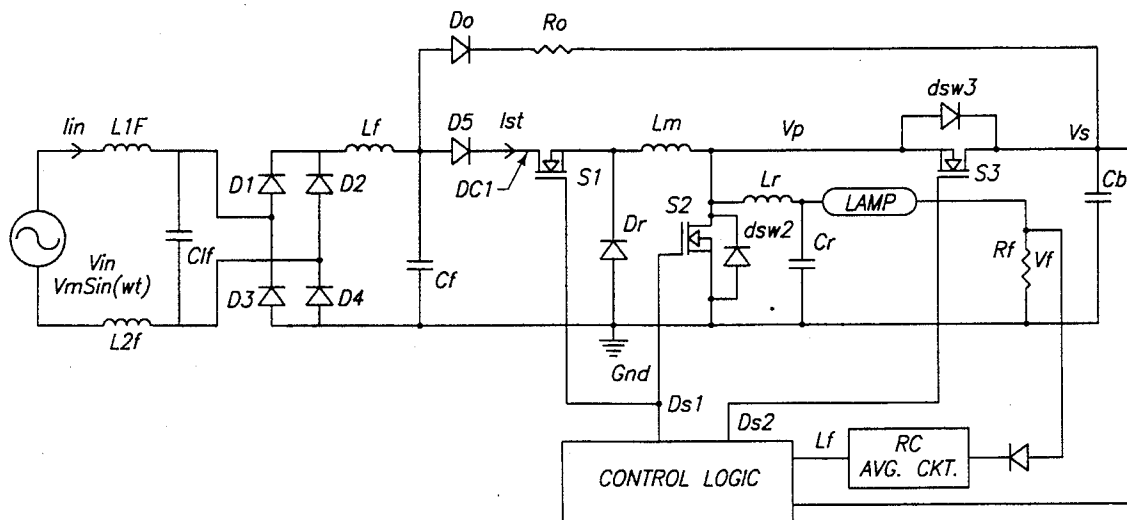 Do
Ro
dsw3
Iin
L1F
Lf
D5
Ist
Lm
Vp
Vs
D1
D2
DC1
S1
S3
Cb
S2
Lr
LAMP
Clf
Dr
dsw2
Cr
Rf
Vf
Vin
VmSin(wt)
Cf
D3
D4
L2f
Gnd
Ds1
Ds2
Lf
RC
AVG. CKT.
CONTROL LOGIC